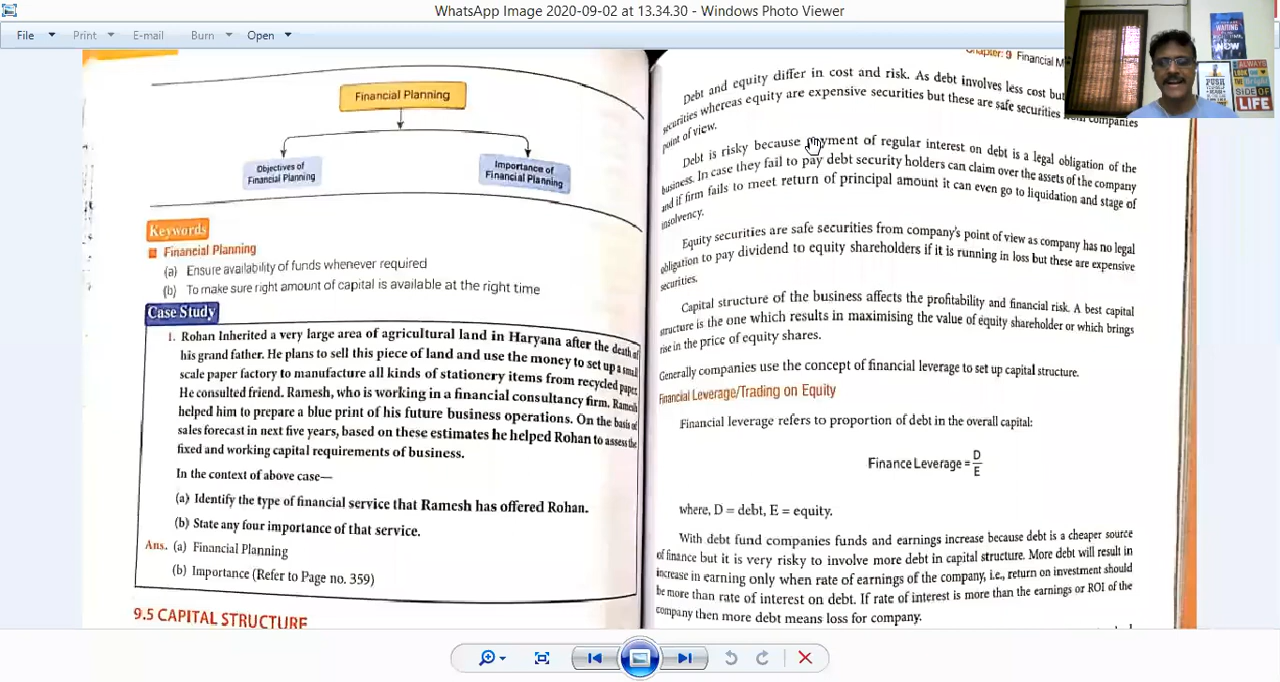 WhatsApp Image 2020-09-02 at 13.34.30 - Windows Photo Viewer
File Print E-mail Burn Open
Financial Planning
Objectives of
Financial Planning
Importance of
Financial Planning
Keywords
Financial Planning
(a) Ensure availability of funds whenever required
(b) To make sure right amount of capital is available at the right time
Case Study
1. Rohan Inherited a very large area of agricultural land in Haryana after the death of
his grand father. He plans to sell this piece of land and use the money to set up a small
scale paper factory to manufacture all kinds of stationery items from recycled paper.
He consulted friend. Ramesh, who is working in a financial consultancy firm. Ramesh
helped him to prepare a blue print of his future business operations. On the basis of
sales forecast in next five years, based on these estimates he helped Rohan to assess the
fixed and working capital requirements of business.
In the context of above case—
(a) Identify the type of financial service that Ramesh has offered Rohan.
(b) State any four importance of that service.
Ans. (a) Financial Planning
(b) Importance (Refer to Page no. 359)
9.5 CAPITAL STRUCTURE
Chapter: 9 Financial M
Debt and equity differ in cost and risk. As debt involves less cost but
securities whereas equity are expensive securities but these are safe securities from companies
point of view.
Debt is risky because payment of regular interest on debt is a legal obligation of the
business. In case they fail to pay debt security holders can claim over the assets of the company
and if firm fails to meet return of principal amount it can even go to liquidation and stage of
insolvency.
Equity securities are safe securities from company's point of view as company has no legal
obligation to pay dividend to equity shareholders if it is running in loss but these are expensive
securities.
Capital structure of the business affects the profitability and financial risk. A best capital
structure is the one which results in maximising the value of equity shareholder or which brings
rise in the price of equity shares.
Generally companies use the concept of financial leverage to set up capital structure.
Financial Leverage/Trading on Equity
Financial leverage refers to proportion of debt in the overall capital:
Finance Leverage = D/E
where, D = debt, E = equity.
With debt fund companies funds and earnings increase because debt is a cheaper source
of finance but it is very risky to involve more debt in capital structure. More debt will result in
increase in earning only when rate of earnings of the company, i.e., return on investment should
be more than rate of interest on debt. If rate of interest is more than the earnings or ROI of the
company then more debt means loss for company.
WAITING
NOW
PUSH
ALWAYS
LOOK ON
the Bright
SIDE OF
LIFE